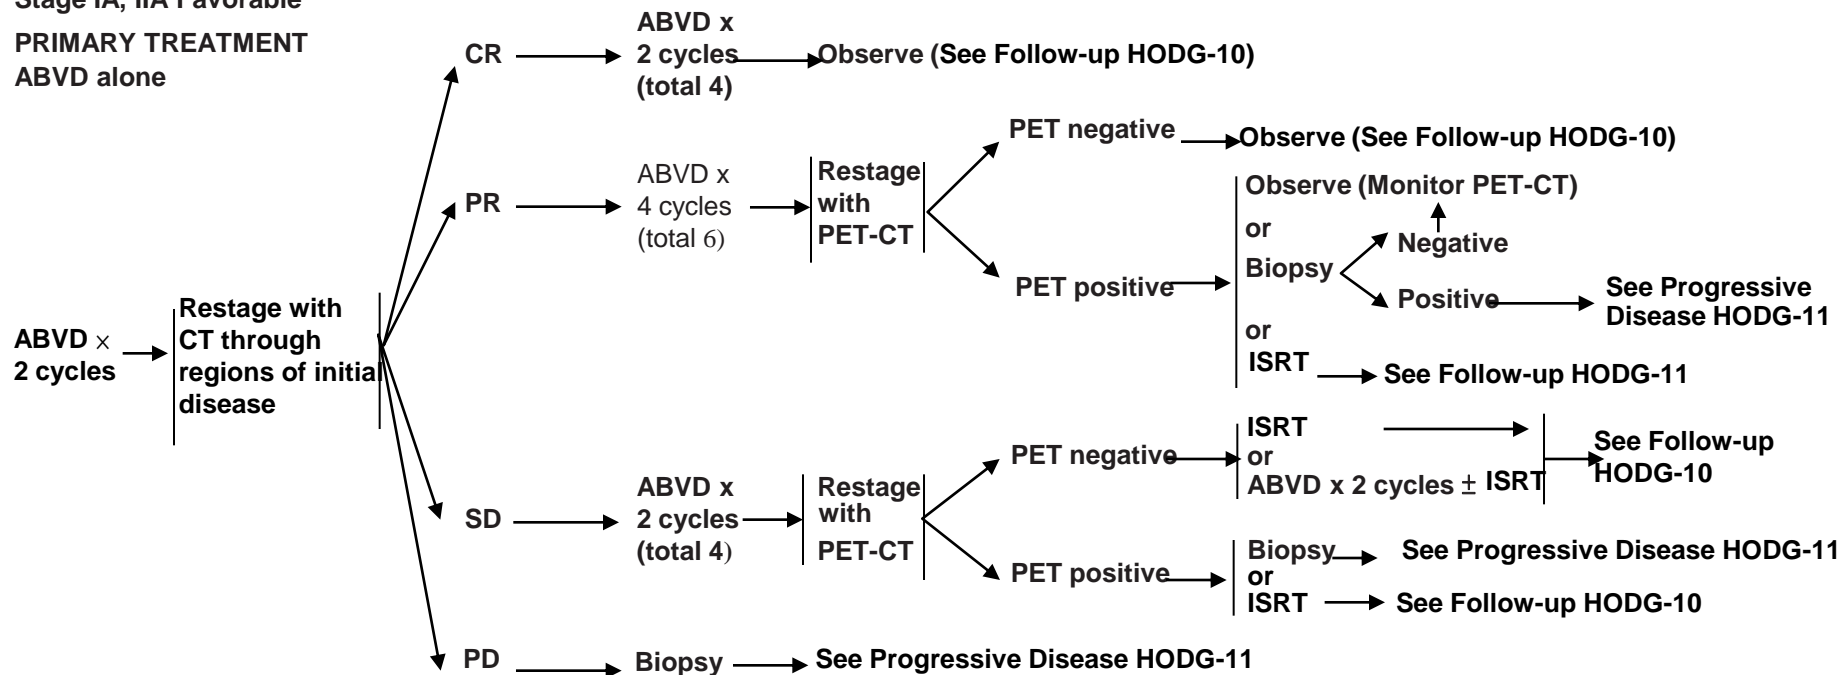 Stage IA, IIA Favorable
PRIMARY TREATMENT
ABVD alone
ABVD ×
2 cycles
Restage with
CT through
regions of initial
disease
CR
ABVD x
2 cycles
(total 4)
Observe (See Follow-up HODG-10)
PR
ABVD x
4 cycles
(total 6)
Restage
with
PET-CT
PET negative
Observe (See Follow-up HODG-10)
PET positive
Observe (Monitor PET-CT)
or
Biopsy
Negative
Positive
See Progressive
Disease HODG-11
or
ISRT
See Follow-up HODG-11
SD
ABVD x
2 cycles
(total 4)
Restage
with
PET-CT
PET negative
ISRT
or
ABVD x 2 cycles ± ISRT
See Follow-up
HODG-10
PET positive
Biopsy
See Progressive Disease HODG-11
or
ISRT
See Follow-up HODG-10
PD
Biopsy
See Progressive Disease HODG-11